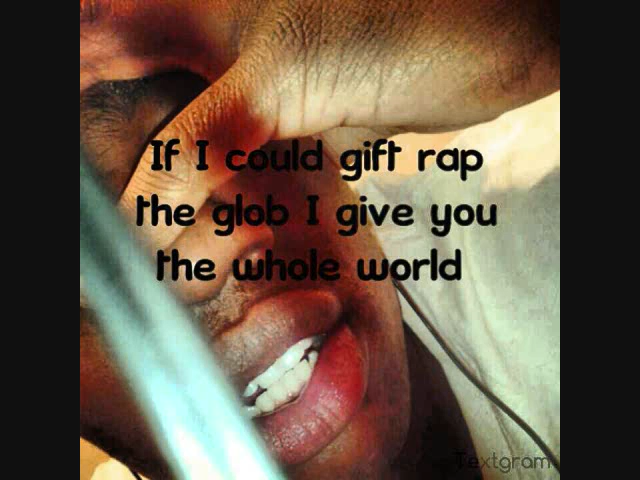 If I could gift rap
the glob I give you
the whole world
Textgram